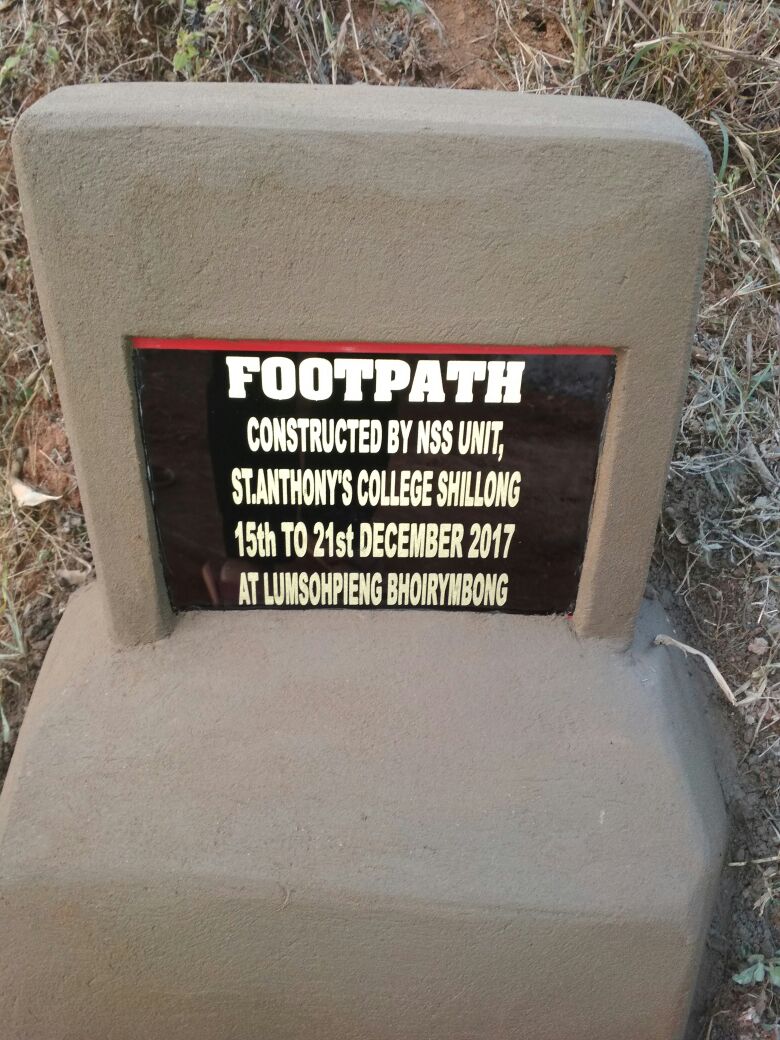 FOOTPATH
CONSTRUCTED BY NSS UNIT,
ST.ANTHONY'S COLLEGE SHILLONG
15th TO 21st DECEMBER 2017
AT LUMSOHPIENG BHOIRYMBONG